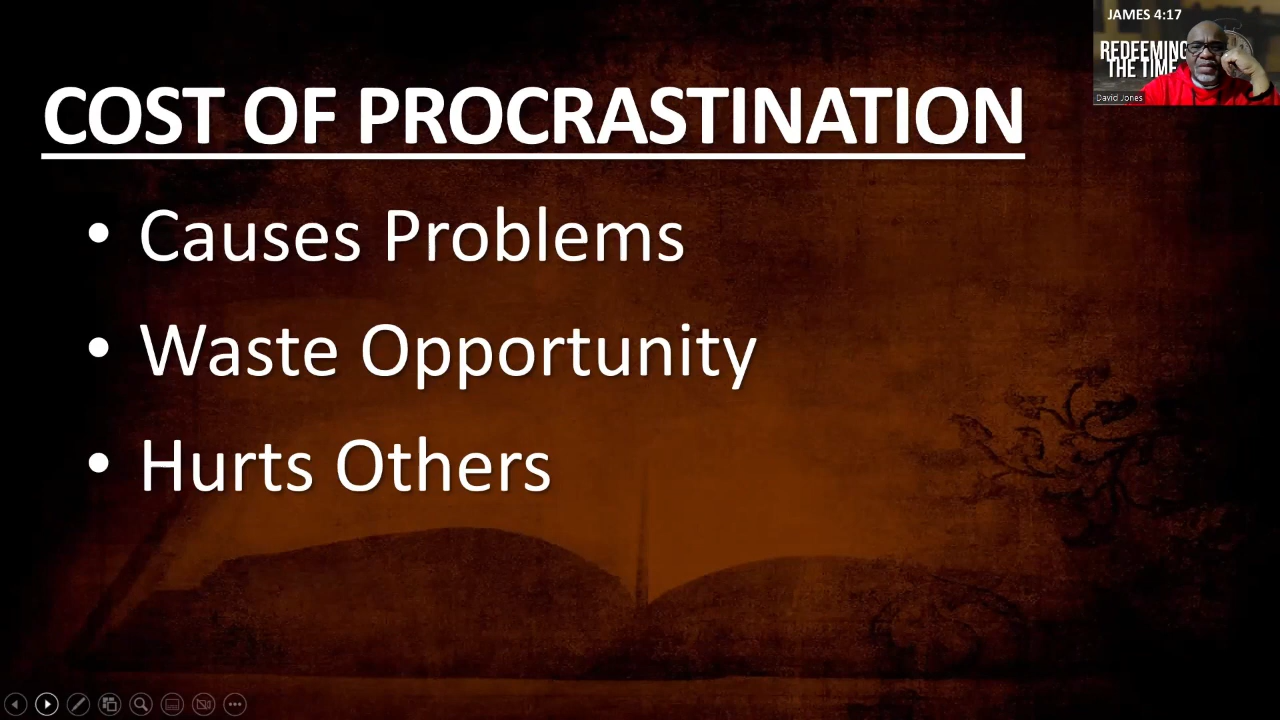 JAMES 4:17
REDEEMING
THE TIME
David Jones
COST OF PROCRASTINATION
• Causes Problems
• Waste Opportunity
• Hurts Others